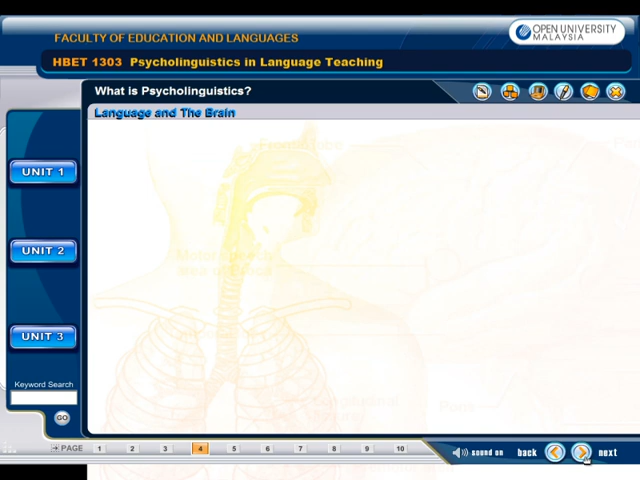 OPEN UNIVERSITY
MALAYSIA
FACULTY OF EDUCATION AND LANGUAGES
HBET 1303 Psycholinguistics in Language Teaching
What is Psycholinguistics?
Language and The Brain
UNIT 1
UNIT 2
UNIT 3
Keyword Search
GO
PAGE 1 2 3 4 5 6 7 8 9 10
sound on back next